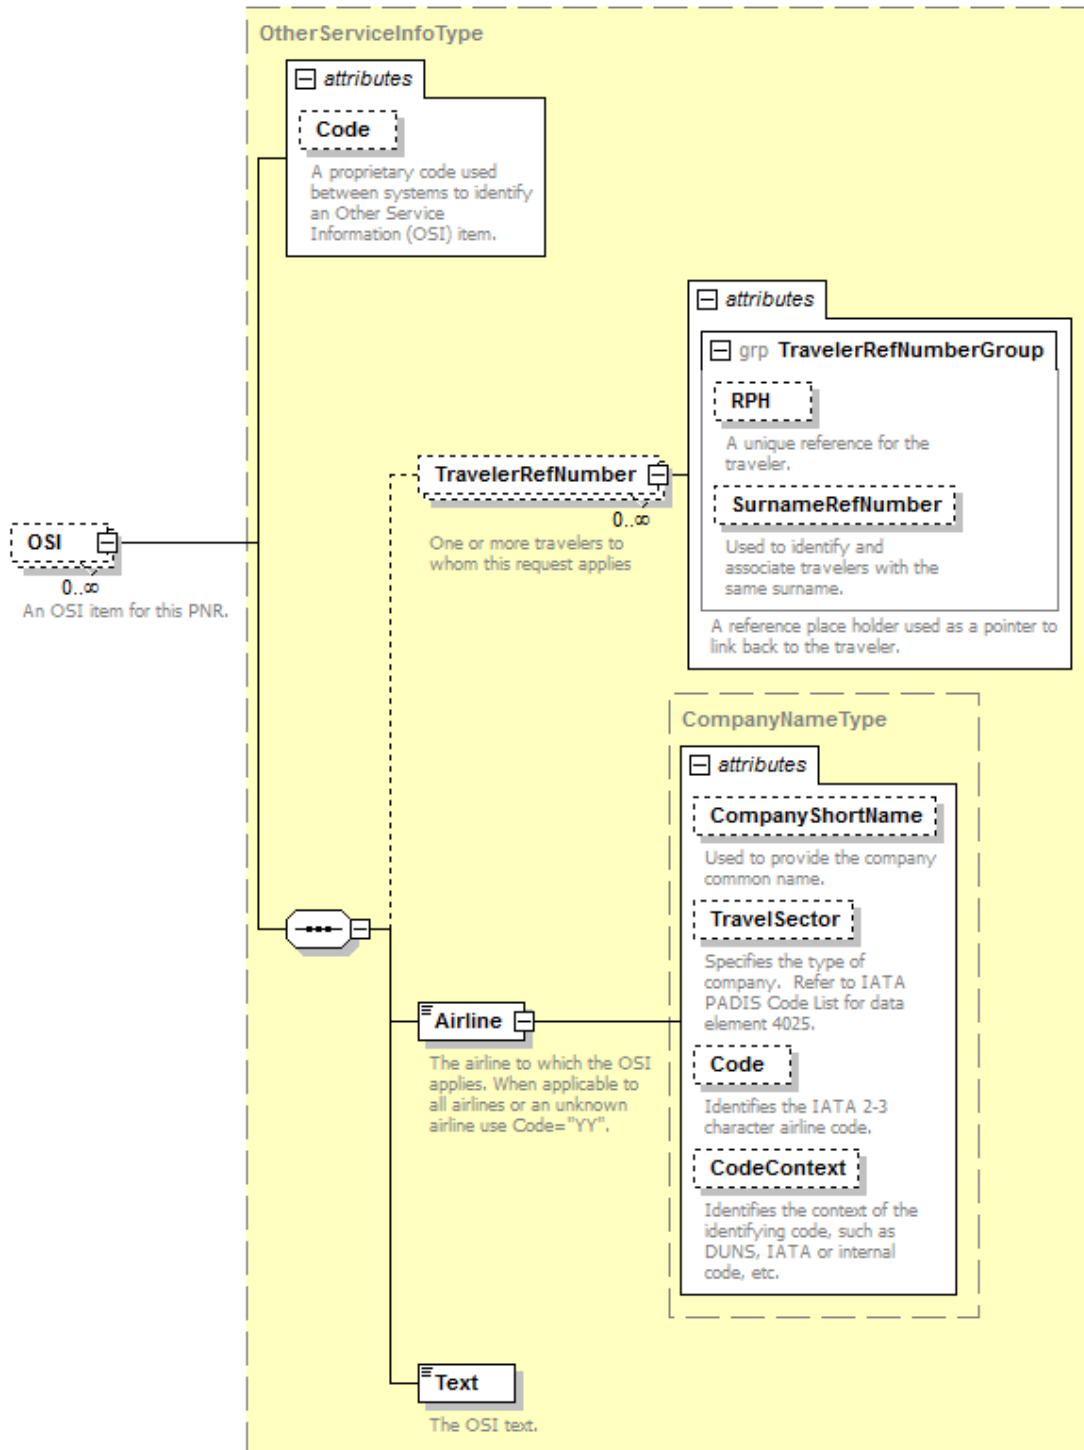 OtherServiceInfoType
attributes
Code
A proprietary code used
between systems to identify
an Other Service
Information (OSI) item.
attributes
grp TravelerRefNumberGroup
RPH
A unique reference for the
traveler.
SurnameRefNumber
Used to identify and
associate travelers with the
same surname.
A reference place holder used as a pointer to
link back to the traveler.
TravelerRefNumber
0..∞
One or more travelers to
whom this request applies
OSI
0..∞
An OSI item for this PNR.
CompanyNameType
attributes
CompanyShortName
Used to provide the company
common name.
TravelSector
Specifies the type of
company.  Refer to IATA
PADIS Code List for data
element 4025.
Code
Identifies the IATA 2-3
character airline code.
CodeContext
Identifies the context of the
identifying code, such as
DUNS, IATA or internal
code, etc.
Airline
The airline to which the OSI
applies. When applicable to
all airlines or an unknown
airline use Code="YY".
Text
The OSI text.